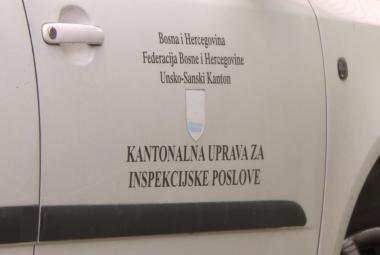 Bosna i Hercegovina
Federacija Bosne i Hercegovine
Unsko-Sanski Kanton
KANTONALNA UPRAVA ZA
INSPEKCIJSKE POSLOVE